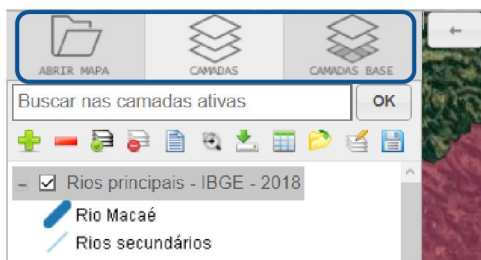 ABRIR MAPA
CAMADAS
CAMADAS BASE
Buscar nas camadas ativas
OK
Rios principais - IBGE - 2018
Rio Macaé
Rios secundários